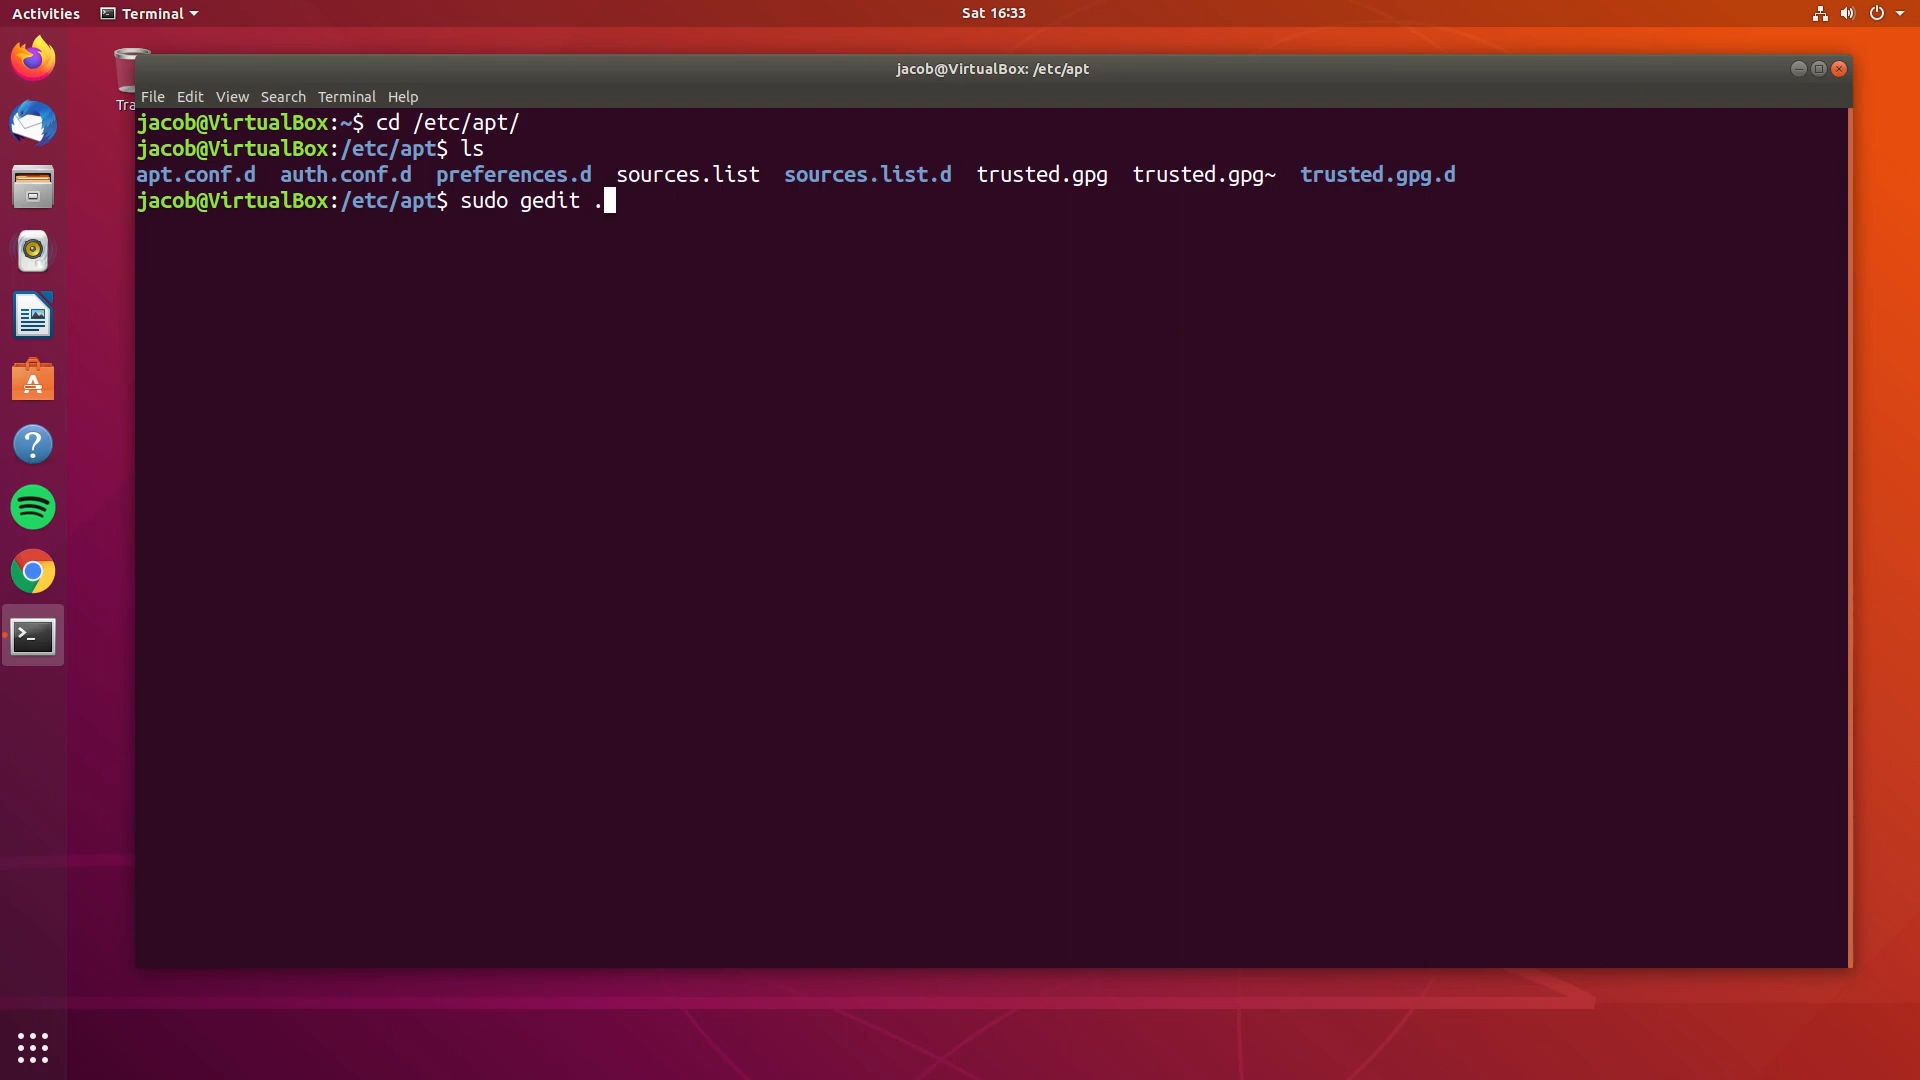 Activities Terminal Sat 16:33
Tra
jacob@VirtualBox: /etc/apt
File Edit View Search Terminal Help
jacob@VirtualBox:~$ cd /etc/apt/
jacob@VirtualBox:/etc/apt$ ls
apt.conf.d auth.conf.d preferences.d sources.list sources.list.d trusted.gpg trusted.gpg~ trusted.gpg.d
jacob@VirtualBox:/etc/apt$ sudo gedit .